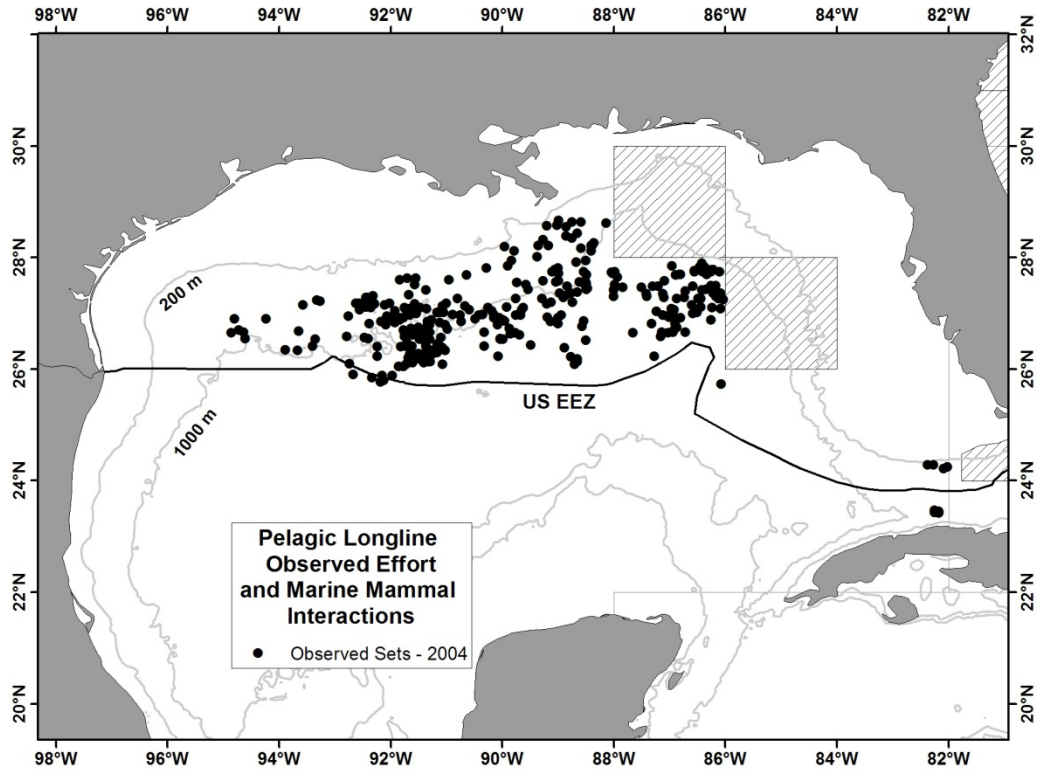 98°W 96°W 94°W 92°W 90°W 88°W 86°W 84°W 82°W
32°N
30°N 30°N
28°N 28°N
200 m
26°N 26°N
US EEZ
1000 m
24°N 24°N
Pelagic Longline
Observed Effort
and Marine Mammal
Interactions
22°N 22°N
Observed Sets - 2004
20°N 20°N
98°W 96°W 94°W 92°W 90°W 88°W 86°W 84°W 82°W